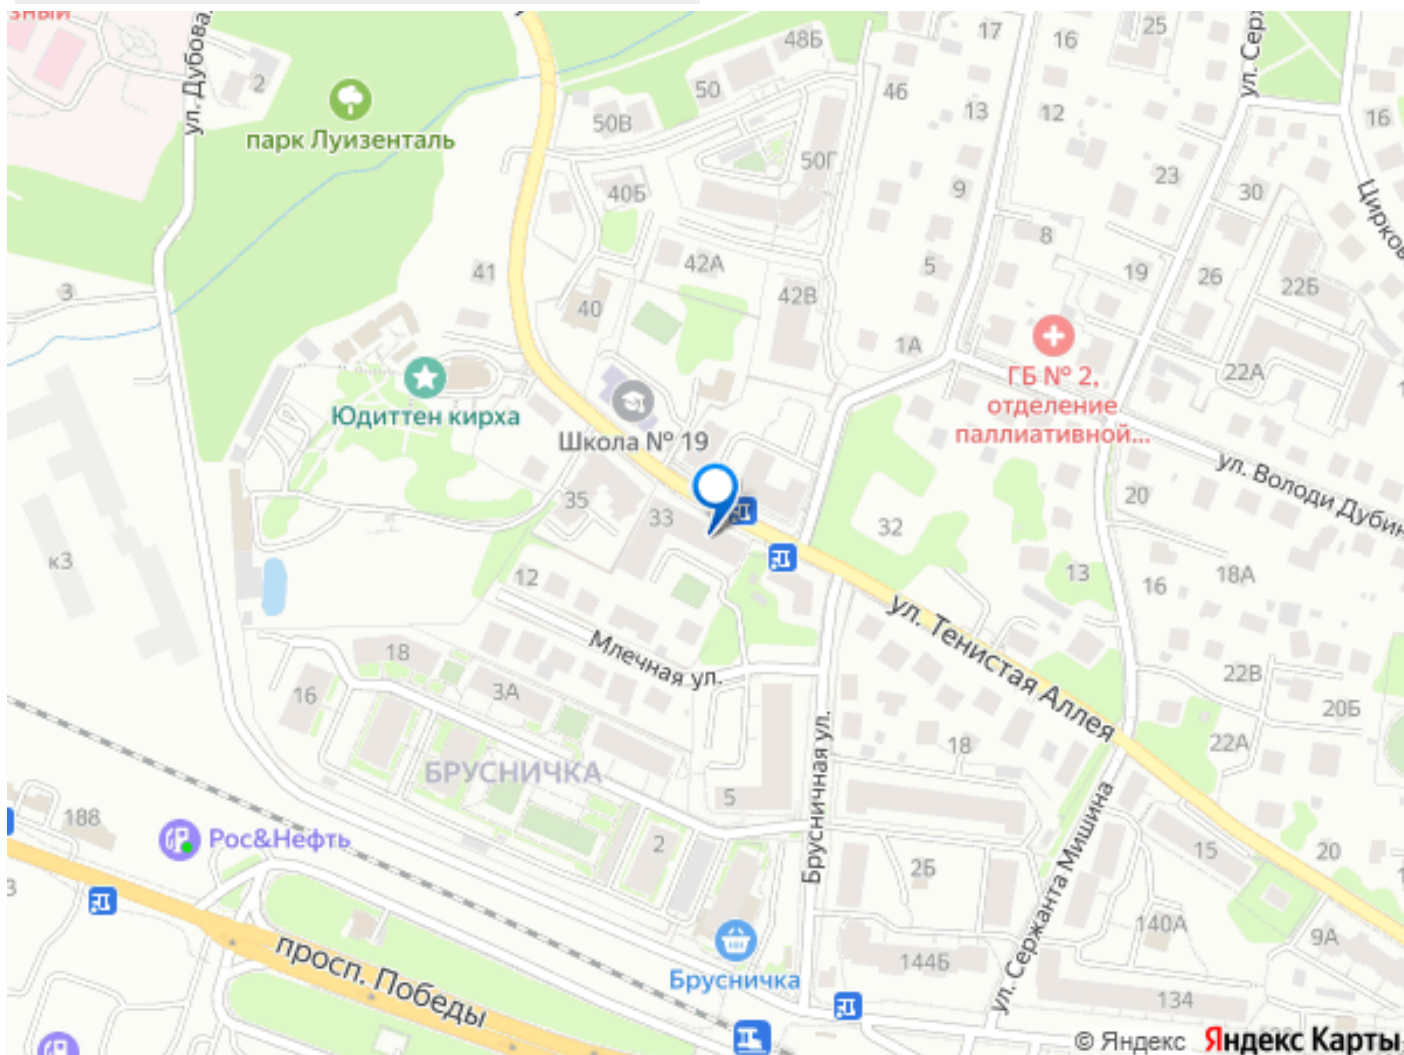 зный
ул. Дубовая
2
парк Луизенталь
48Б
50
50В
50Г
40Б
46
17
16
25
13
12
9
23
30
16
ул. Сер
Цирков
41
3
42А
42В
40
5
8
19
26
22Б
1А
22А
ГБ № 2,
отделение
паллиативной...
Юдиттен кирха
Школа № 19
35
33
32
20
ул. Володи Дубин
к3
12
13
16
18А
ул. Тенистая Аллея
Млечная ул.
18
16
3А
22В
20Б
22А
18
БРУСНИЧКА
Брусничная ул.
5
188
Рос&Нефть
2
2Б
15
20
ул. Сержанта Мишина
140А
9А
3
просп. Победы
Брусничка
144Б
134
© Яндекс Яндекс Карты